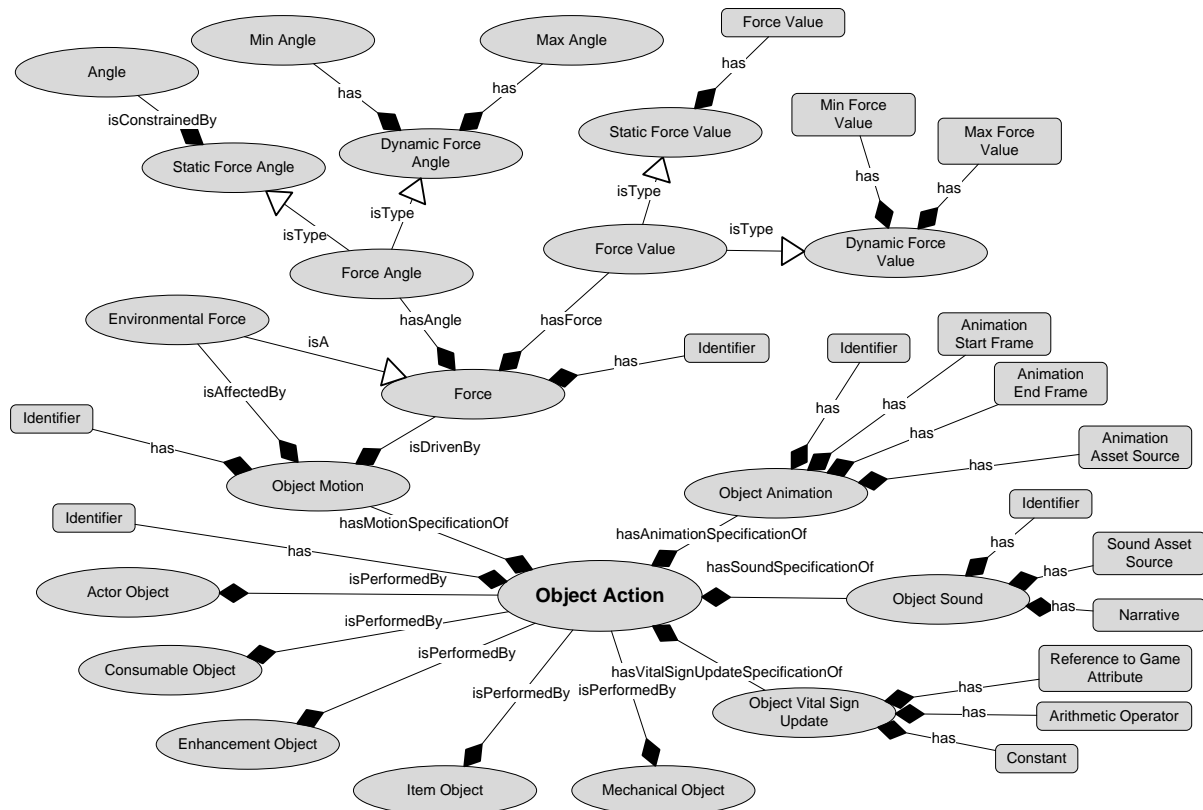 Force Value
Min Angle
Max Angle
Angle
has
has
has
isConstrainedBy
Min Force
Value
Max Force
Value
Static Force Value
Dynamic Force
Angle
Static Force Angle
has
has
isType
isType
isType
isType
Force Value
Dynamic Force
Value
Force Angle
Environmental Force
hasAngle
hasForce
isA
Identifier
has
Identifier
Animation
Start Frame
Animation
End Frame
Force
isAffectedBy
Identifier
has
isDrivenBy
has
has
has
has
Animation
Asset Source
Object Motion
Object Animation
Identifier
has
hasMotionSpecificationOf
hasAnimationSpecificationOf
Identifier
has
Sound Asset
Source
hasSoundSpecificationOf
has
isPerformedBy
Actor Object
Object Action
Object Sound
has
Narrative
isPerformedBy
isPerformedBy
Consumable Object
hasVitalSignUpdateSpecificationOf
isPerformedBy
isPerformedBy
Reference to Game
Attribute
has
Object Vital Sign
Update
has
Arithmetic Operator
has
Constant
Enhancement Object
Item Object
Mechanical Object